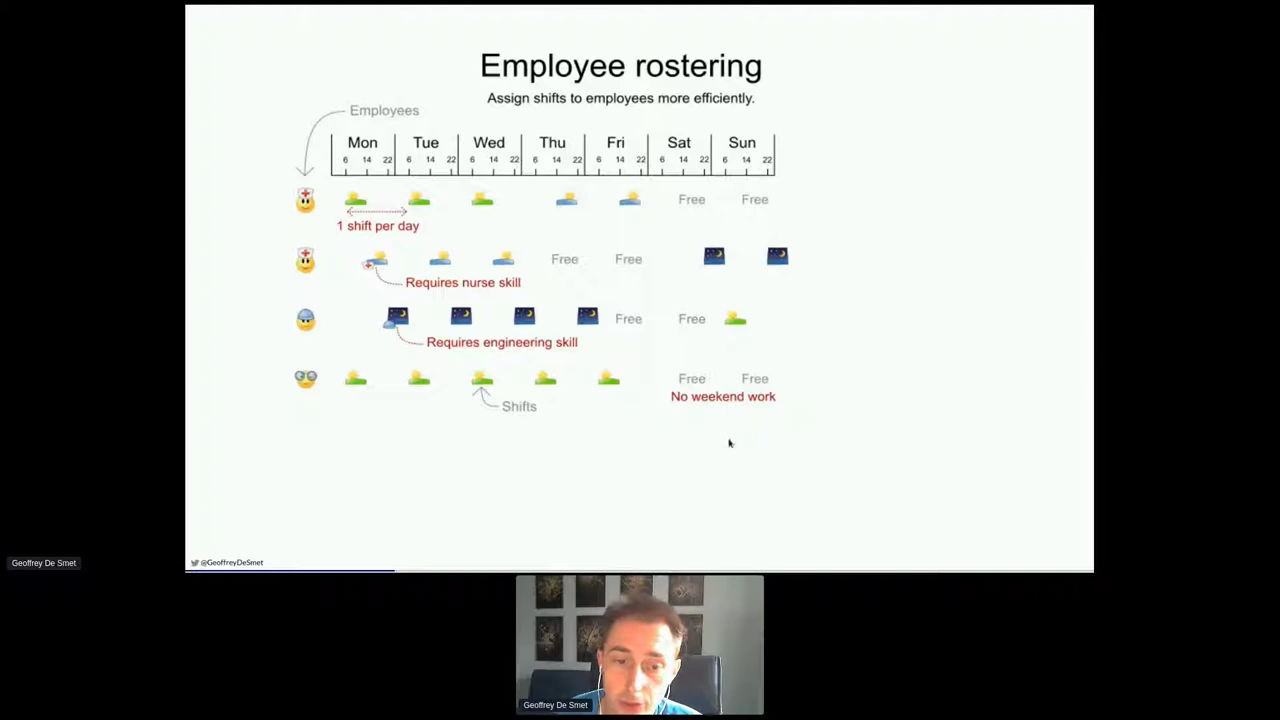 Employee rostering
Assign shifts to employees more efficiently.
Employees
Mon Tue Wed Thu Fri Sat Sun
6 14 22 6 14 22 6 14 22 6 14 22 6 14 22 6 14 22 6 14 22
Free Free
1 shift per day
Free Free
Requires nurse skill
Free Free
Requires engineering skill
Free Free
No weekend work
Shifts
@GeoffreyDeSmet
Geoffrey De Smet
Geoffrey De Smet